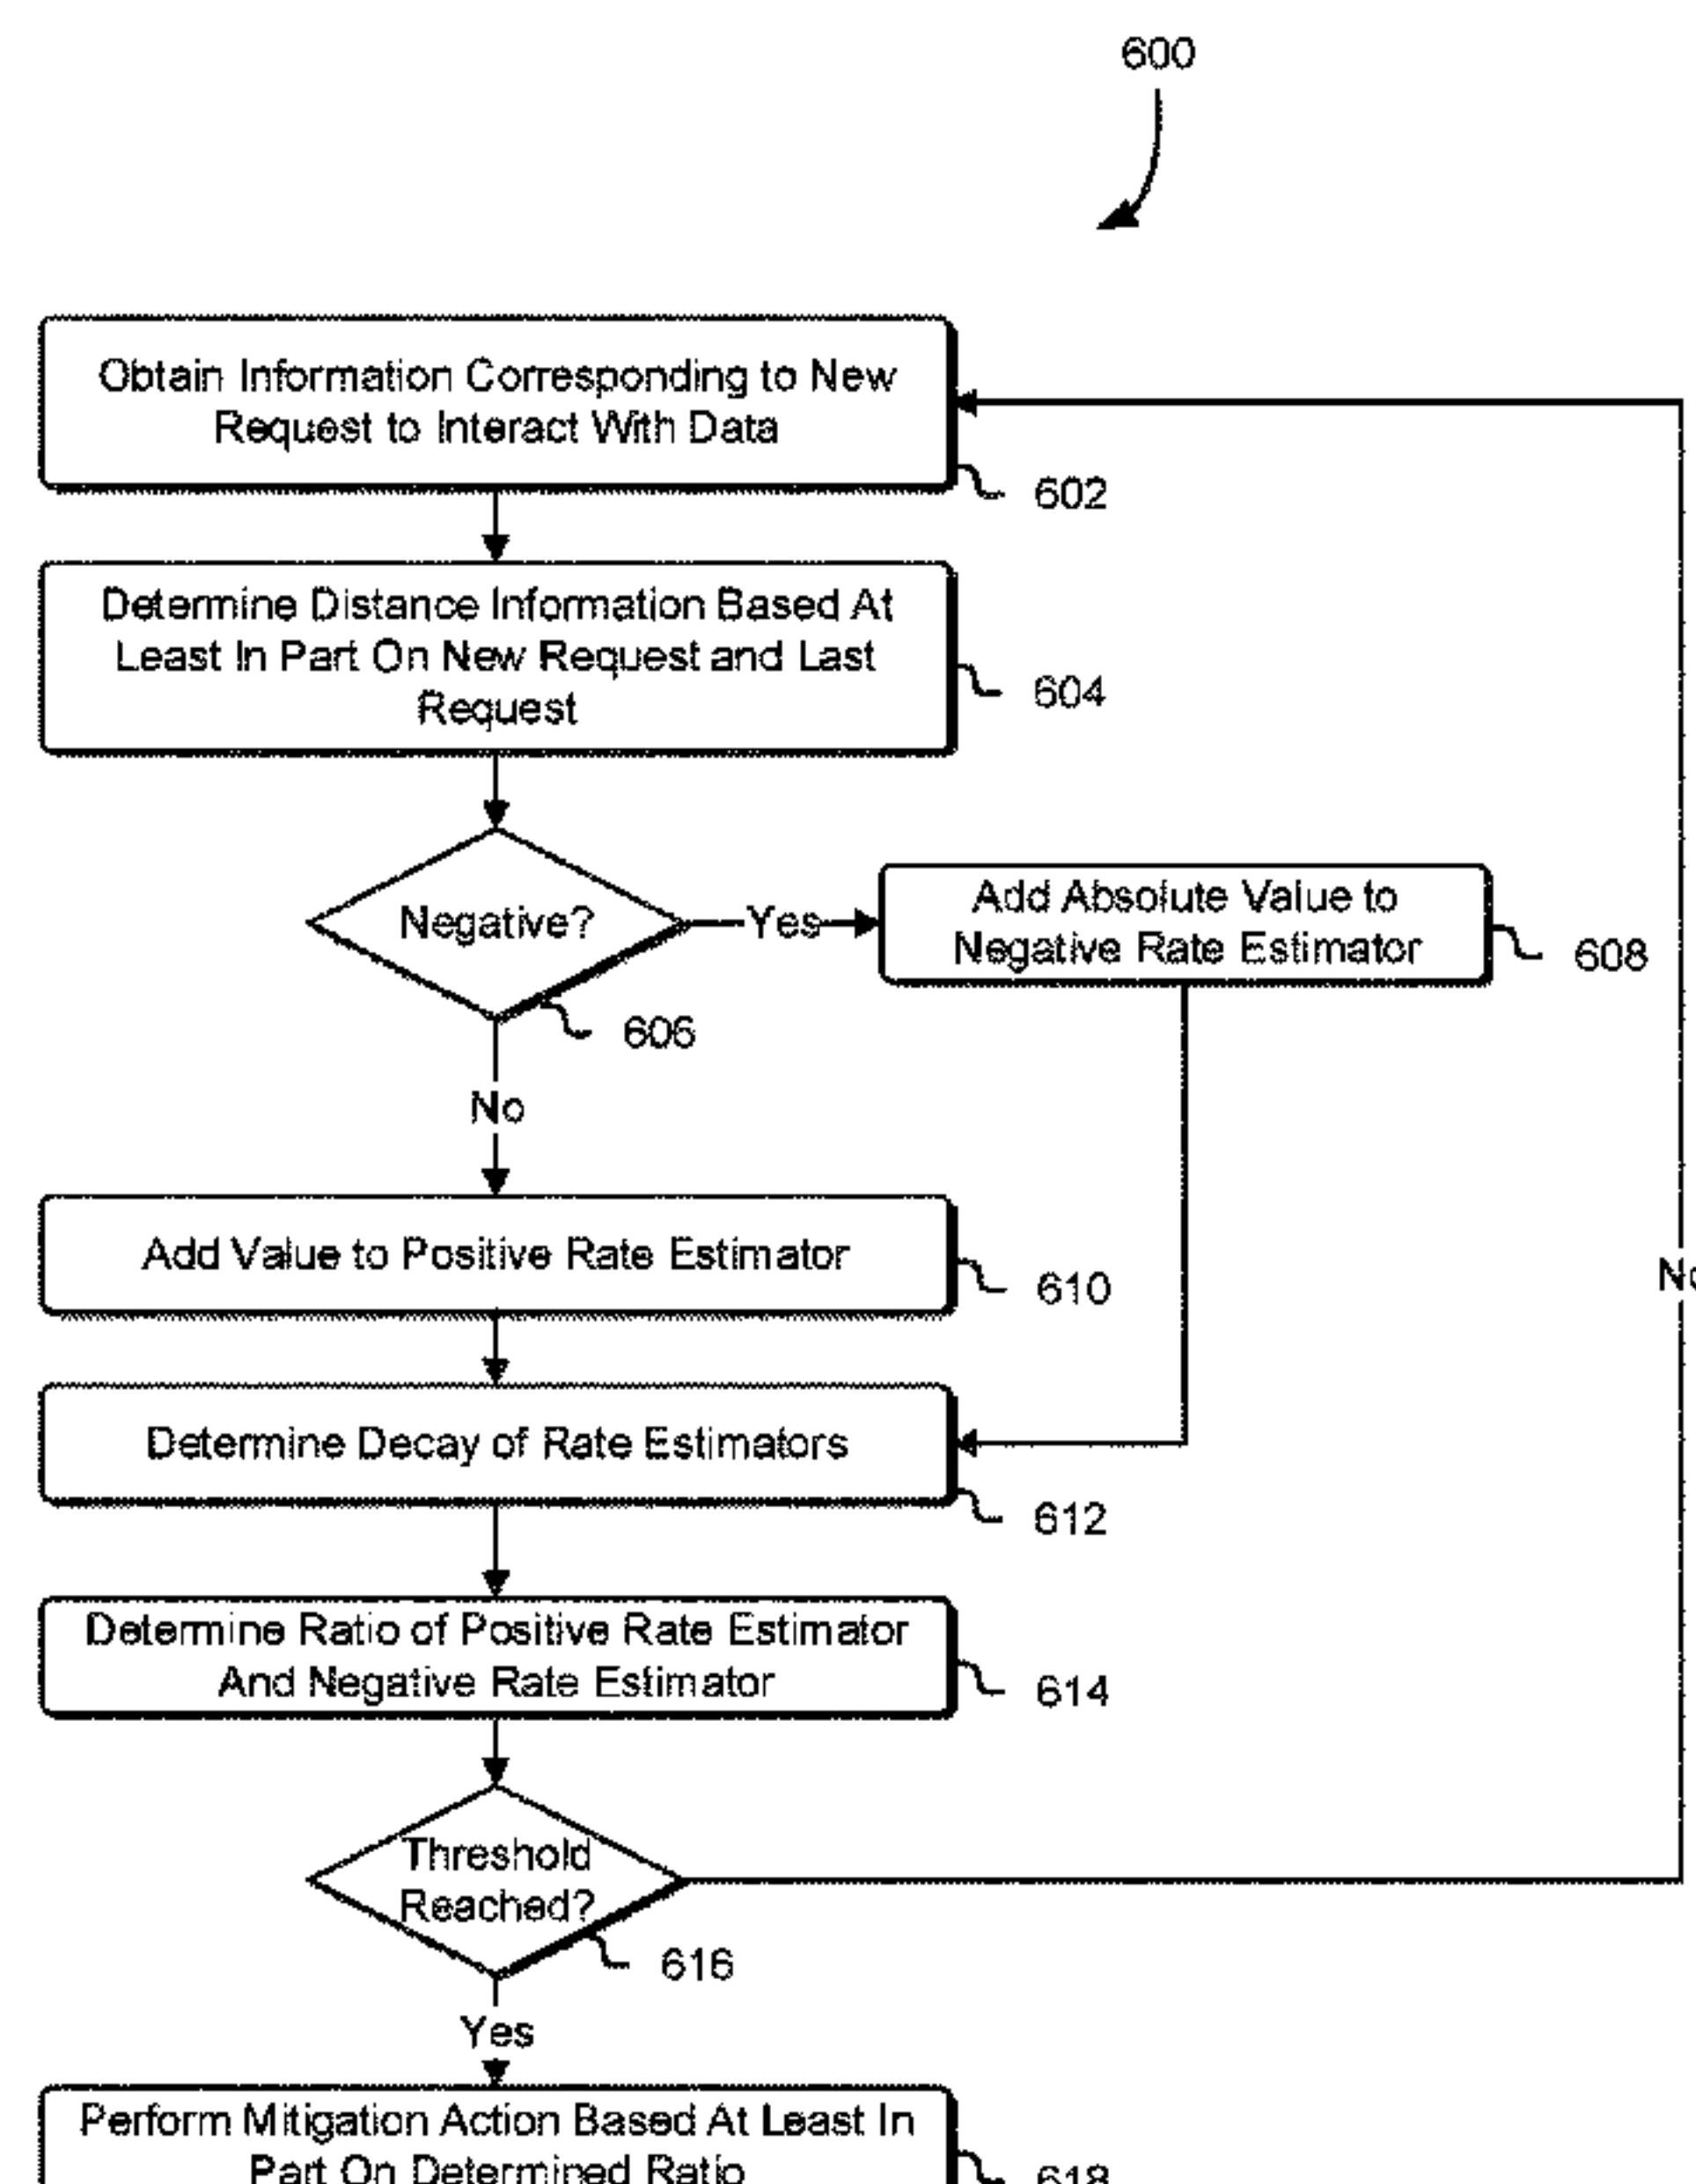 600
Obtain Information Corresponding to New
Request to Interact With Data
602
Determine Distance Information Based At
Least In Part On New Request and Last
Request
604
Negative?
Yes
Add Absolute Value to
Negative Rate Estimator
608
606
No
Add Value to Positive Rate Estimator
610
No
Determine Decay of Rate Estimators
612
Determine Ratio of Positive Rate Estimator
And Negative Rate Estimator
614
Threshold
Reached?
616
Yes
Perform Mitigation Action Based At Least In
Part On Determined Ratio
618